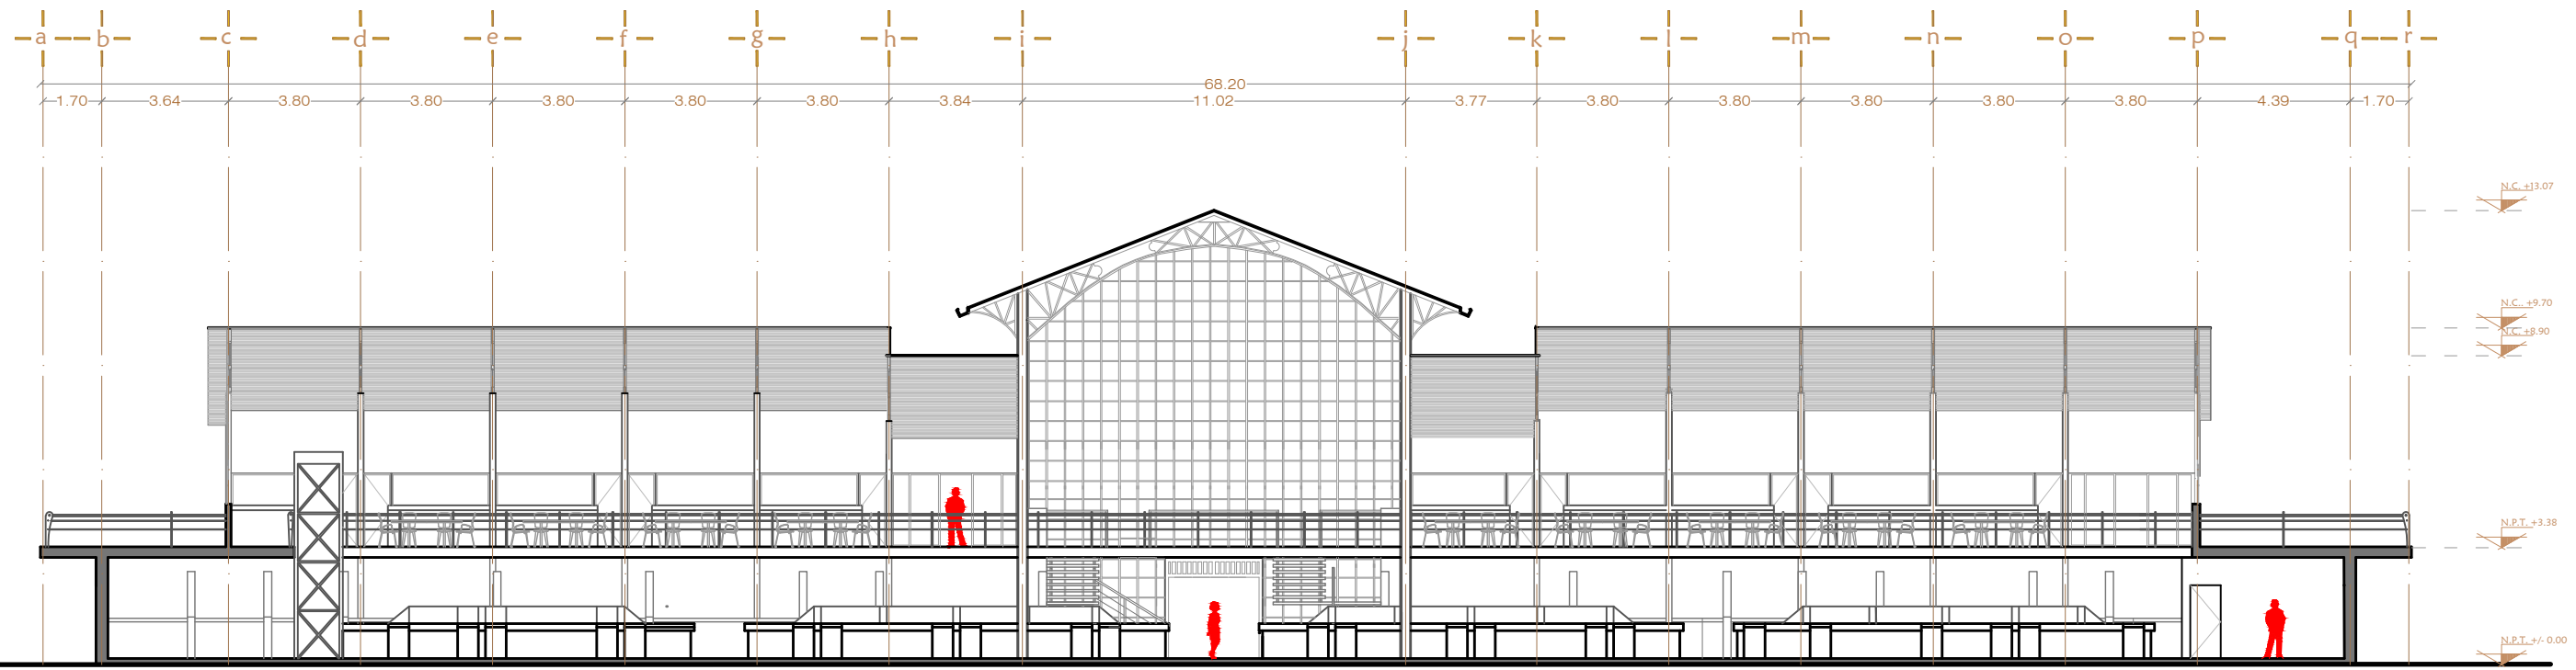 a b c d e f g h i j k l m n o p q r
68.20
1.70 3.64 3.80 3.80 3.80 3.80 3.80 3.84 11.02 3.77 3.80 3.80 3.80 3.80 3.80 4.39 1.70
N.C. +13.07
N.C.. +9.70
N.C. +8.90
N.P.T. +3.38
N.P.T. +/- 0.00